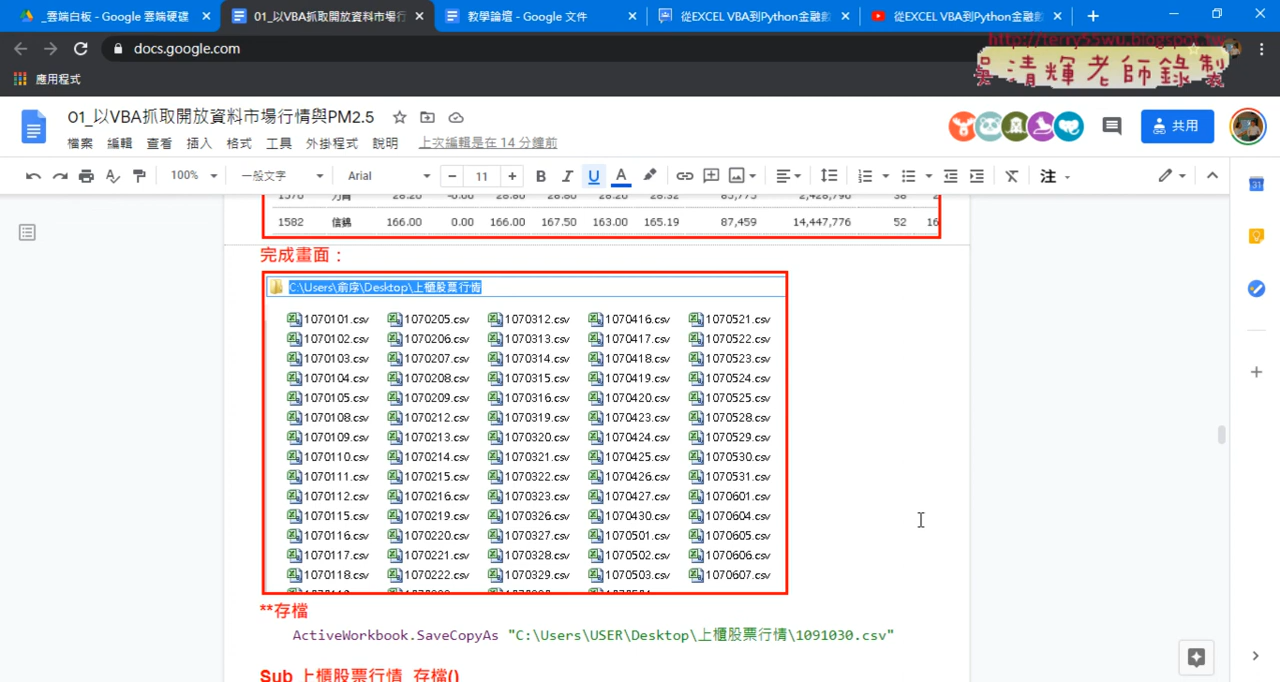 _雲端白板 - Google 雲端硬碟
01_以VBA抓取開放資料市場行
教學論壇 - Google 文件
從EXCEL VBA到Python金融
從EXCEL VBA到Python金融
docs.google.com
http://terry55wu.blogspot.tw
吳清輝老師錄製
應用程式
01_以VBA抓取開放資料市場行情與PM2.5
共用
檔案 編輯 查看 插入 格式 工具 外掛程式 說明 上次編輯是在 14 分鐘前
100% 一般文字 Arial 11 B I U A 注
1582 信錦 166.00 0.00 166.00 167.50 163.00 165.19 87,459 14,447,776 52 16
完成畫面：
C:\Users\俞序\Desktop\上櫃股票行情
1070101.csv 1070205.csv 1070312.csv 1070416.csv 1070521.csv
1070102.csv 1070206.csv 1070313.csv 1070417.csv 1070522.csv
1070103.csv 1070207.csv 1070314.csv 1070418.csv 1070523.csv
1070104.csv 1070208.csv 1070315.csv 1070419.csv 1070524.csv
1070105.csv 1070209.csv 1070316.csv 1070420.csv 1070525.csv
1070108.csv 1070212.csv 1070319.csv 1070423.csv 1070528.csv
1070109.csv 1070213.csv 1070320.csv 1070424.csv 1070529.csv
1070110.csv 1070214.csv 1070321.csv 1070425.csv 1070530.csv
1070111.csv 1070215.csv 1070322.csv 1070426.csv 1070531.csv
1070112.csv 1070216.csv 1070323.csv 1070427.csv 1070601.csv
1070115.csv 1070219.csv 1070326.csv 1070430.csv 1070604.csv
1070116.csv 1070220.csv 1070327.csv 1070501.csv 1070605.csv
1070117.csv 1070221.csv 1070328.csv 1070502.csv 1070606.csv
1070118.csv 1070222.csv 1070329.csv 1070503.csv 1070607.csv
**存檔
ActiveWorkbook.SaveCopyAs "C:\Users\USER\Desktop\上櫃股票行情\1091030.csv"
Sub 上櫃股票行情_存檔()